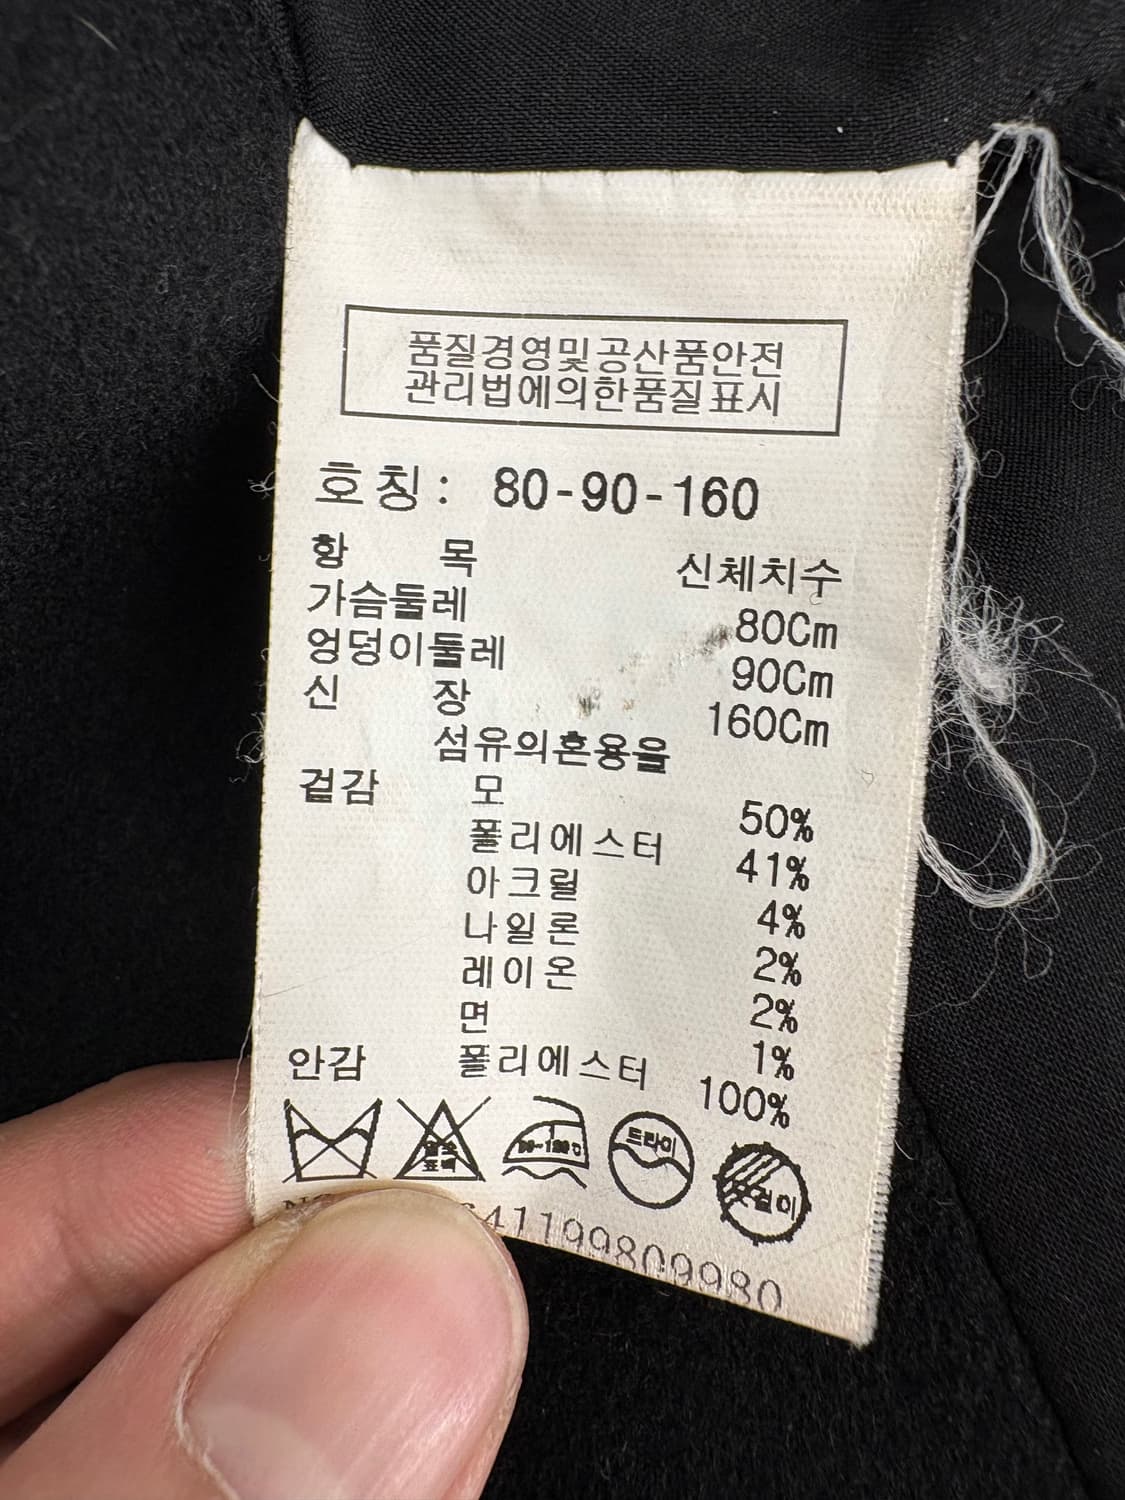 품질경영및공산품안전
관리법에의한품질표시
호칭: 80-90-160
항 목 신체치수
가슴둘레 80Cm
엉덩이둘레 90Cm
신 장 160Cm
섬유의혼용율
겉감 모 50%
폴리에스터 41%
아크릴 4%
나일론 2%
레이온 2%
면 1%
안감 폴리에스터 100%
드라이
41199809980